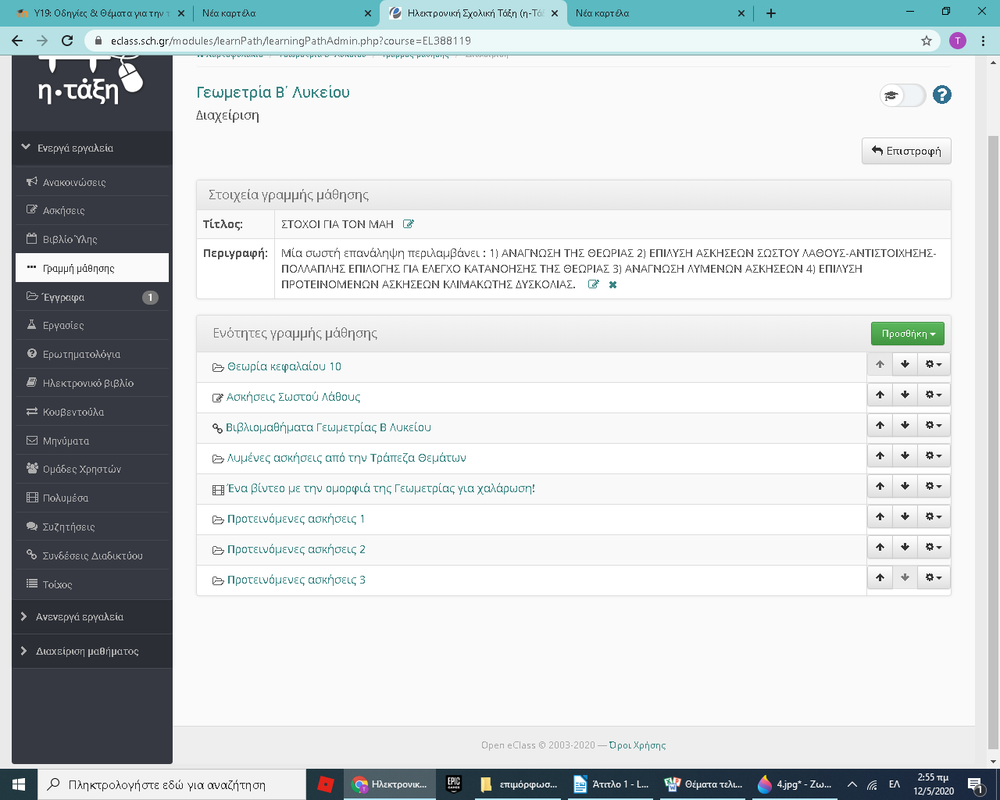 Υ19: Οδηγίες & Θέματα για την τ
Νέα καρτέλα
Ηλεκτρονική Σχολική Τάξη (η-Τάξ
Νέα καρτέλα
eclass.sch.gr/modules/learnPath/learningPathAdmin.php?course=EL388119
T
η•τάξη
Ενεργά εργαλεία
Ανακοινώσεις
Ασκήσεις
Βιβλίο Ύλης
Γραμμή μάθησης
Έγγραφα 1
Εργασίες
Ερωτηματολόγια
Ηλεκτρονικό βιβλίο
Κουβεντούλα
Μηνύματα
Ομάδες Χρηστών
Πολυμέσα
Συζητήσεις
Συνδέσεις Διαδικτύου
Τοίχος
Ανενεργά εργαλεία
Διαχείριση μαθήματος
Γεωμετρία Β΄ Λυκείου
Διαχείριση
Επιστροφή
Στοιχεία γραμμής μάθησης
Τίτλος: ΣΤΟΧΟΙ ΓΙΑ ΤΟΝ ΜΑΗ
Περιγραφή: Μία σωστή επανάληψη περιλαμβάνει : 1) ΑΝΑΓΝΩΣΗ ΤΗΣ ΘΕΩΡΙΑΣ 2) ΕΠΙΛΥΣΗ ΑΣΚΗΣΕΩΝ ΣΩΣΤΟΥ ΛΑΘΟΥΣ-ΑΝΤΙΣΤΟΙΧΗΣΗΣ-
ΠΟΛΛΑΠΛΗΣ ΕΠΙΛΟΓΗΣ ΓΙΑ ΕΛΕΓΧΟ ΚΑΤΑΝΟΗΣΗΣ ΤΗΣ ΘΕΩΡΙΑΣ 3) ΑΝΑΓΝΩΣΗ ΛΥΜΕΝΩΝ ΑΣΚΗΣΕΩΝ 4) ΕΠΙΛΥΣΗ
ΠΡΟΤΕΙΝΟΜΕΝΩΝ ΑΣΚΗΣΕΩΝ ΚΛΙΜΑΚΩΤΗΣ ΔΥΣΚΟΛΙΑΣ.
Ενότητες γραμμής μάθησης
Προσθήκη
Θεωρία κεφαλαίου 10
Ασκήσεις Σωστού Λάθους
Βιβλιομαθήματα Γεωμετρίας Β Λυκείου
Λυμένες ασκήσεις από την Τράπεζα Θεμάτων
Ένα βίντεο με την ομορφιά της Γεωμετρίας για χαλάρωση!
Προτεινόμενες ασκήσεις 1
Προτεινόμενες ασκήσεις 2
Προτεινόμενες ασκήσεις 3
Open eClass © 2003-2020 — Όροι Χρήσης
Πληκτρολογήστε εδώ για αναζήτηση
Ηλεκτρονικ...
EPIC GAMES
επιμόρφωσ...
Άτιτλο 1 - L...
Θέματα τελι...
4.jpg* - Ζω...
ΕΛ
2:55 πμ
12/5/2020
1